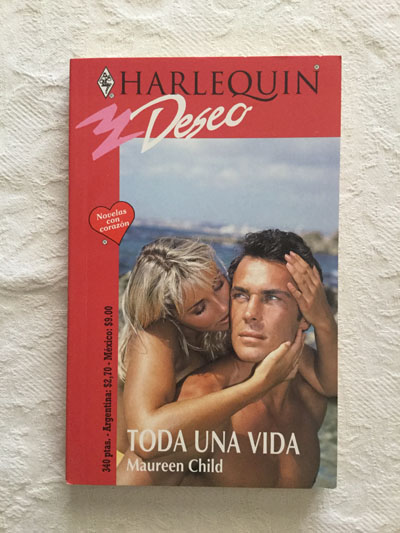 HARLEQUIN
Deseo
Novelas
con
corazón
340 ptas. - Argentina: $2,70 - México: $9.00
TODA UNA VIDA
Maureen Child